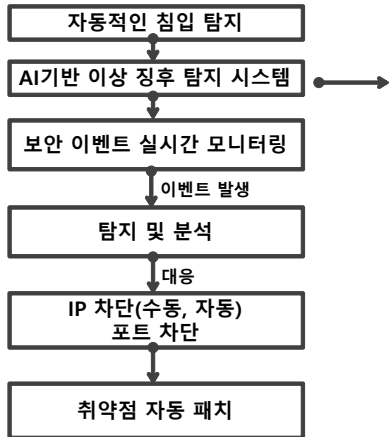 자동적인 침입 탐지
AI기반 이상 징후 탐지 시스템
보안 이벤트 실시간 모니터링
이벤트 발생
탐지 및 분석
대응
IP 차단(수동, 자동)
포트 차단
취약점 자동 패치